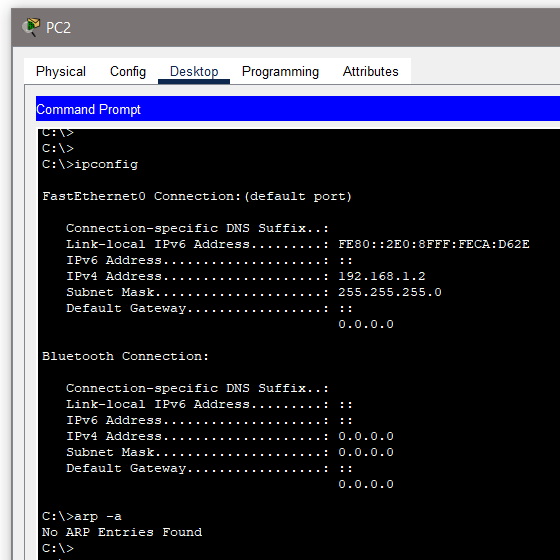 PC2
Physical Config Desktop Programming Attributes
Command Prompt
C:\>
C:\>
C:\>ipconfig
FastEthernet0 Connection:(default port)
Connection-specific DNS Suffix..:
Link-local IPv6 Address.........: FE80::2E0:8FFF:FECA:D62E
IPv6 Address....................: ::
IPv4 Address....................: 192.168.1.2
Subnet Mask.....................: 255.255.255.0
Default Gateway.................: ::
0.0.0.0
Bluetooth Connection:
Connection-specific DNS Suffix..:
Link-local IPv6 Address.........: ::
IPv6 Address....................: ::
IPv4 Address....................: 0.0.0.0
Subnet Mask.....................: 0.0.0.0
Default Gateway.................: ::
0.0.0.0
C:\>arp -a
No ARP Entries Found
C:\>